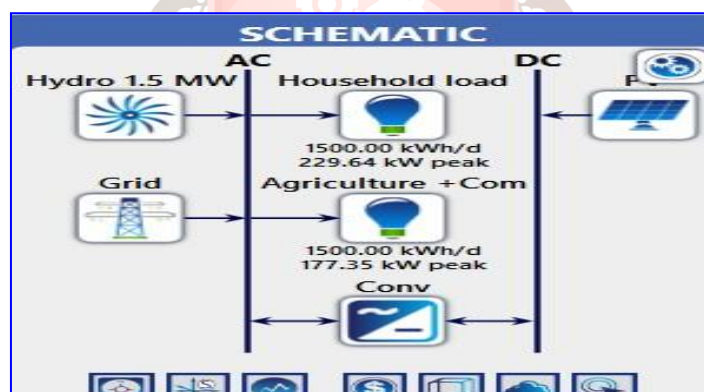 SCHEMATIC
AC DC
Hydro 1.5 MW Household load
1500.00 kWh/d
229.64 kW peak
Grid Agriculture +Com
1500.00 kWh/d
177.35 kW peak
Conv